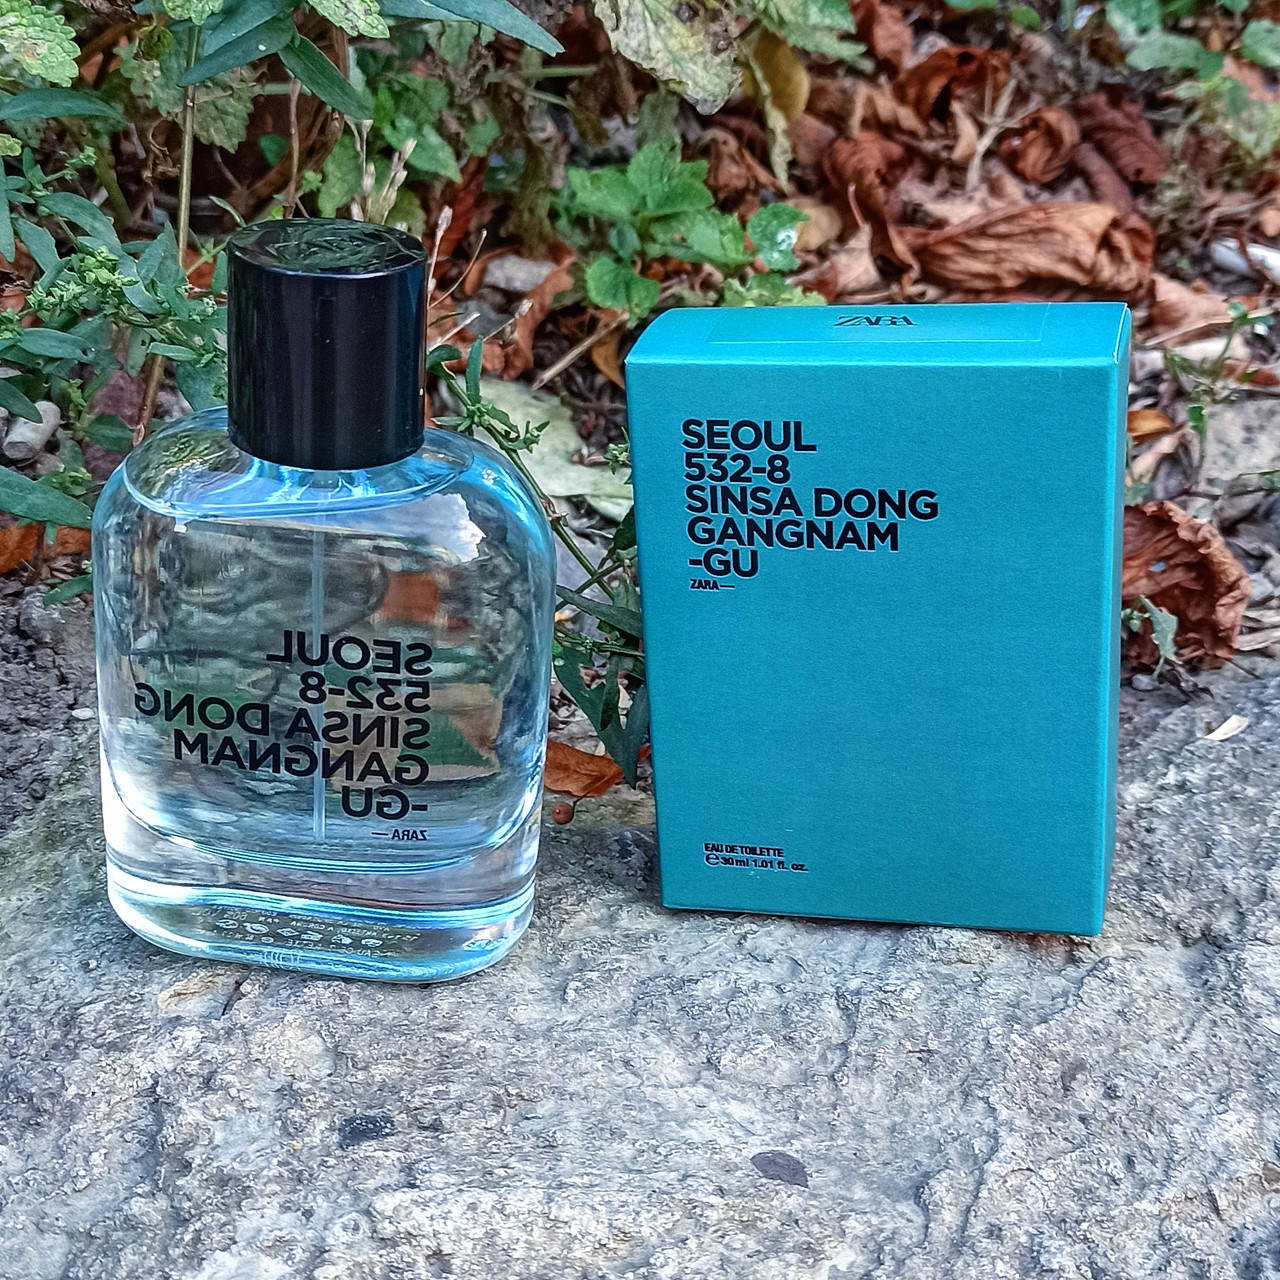 SEOUL
532-8
SINSA DONG
GANGNAM
-GU
ZARA—
ZARA
SEOUL
532-8
SINSA DONG
GANGNAM
-GU
ZARA—
EAU DE TOILETTE
℮ 30 ml 1.01 fl. oz.